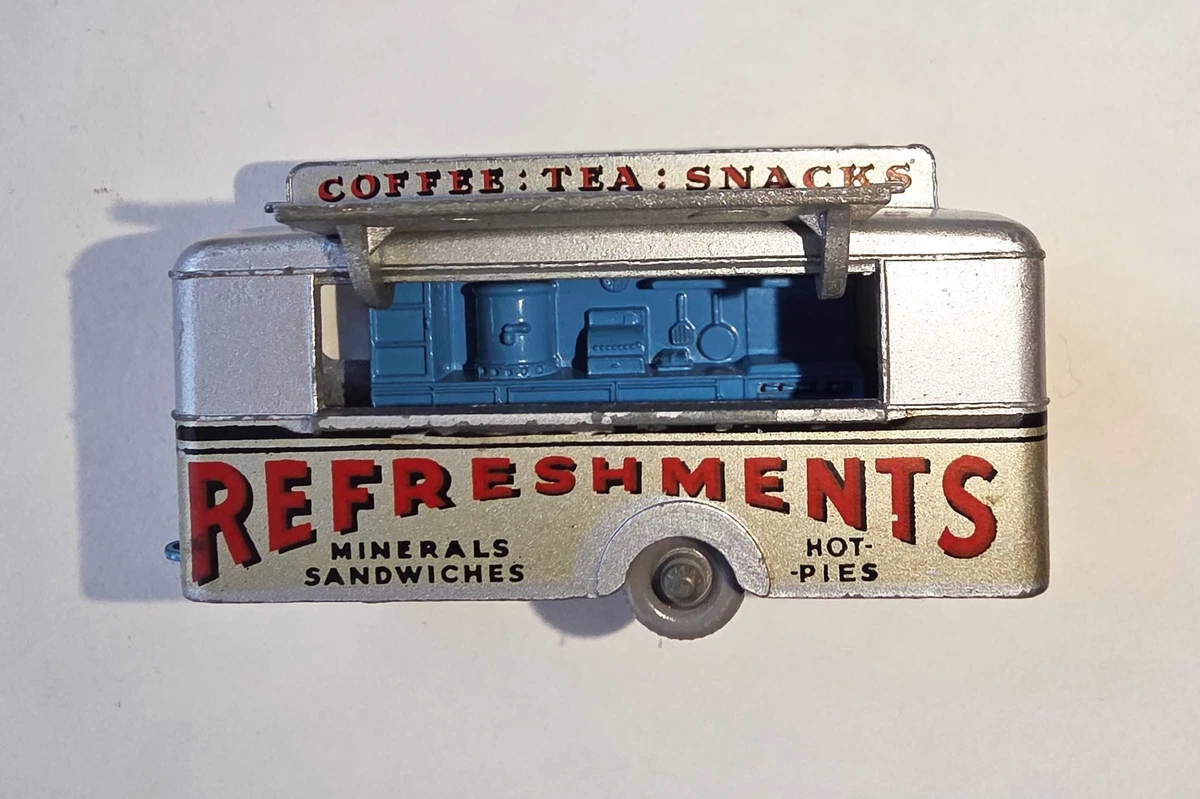 COFFEE : TEA : SNACKS
REFRESHMENTS
MINERALS
SANDWICHES
HOT-
-PIES